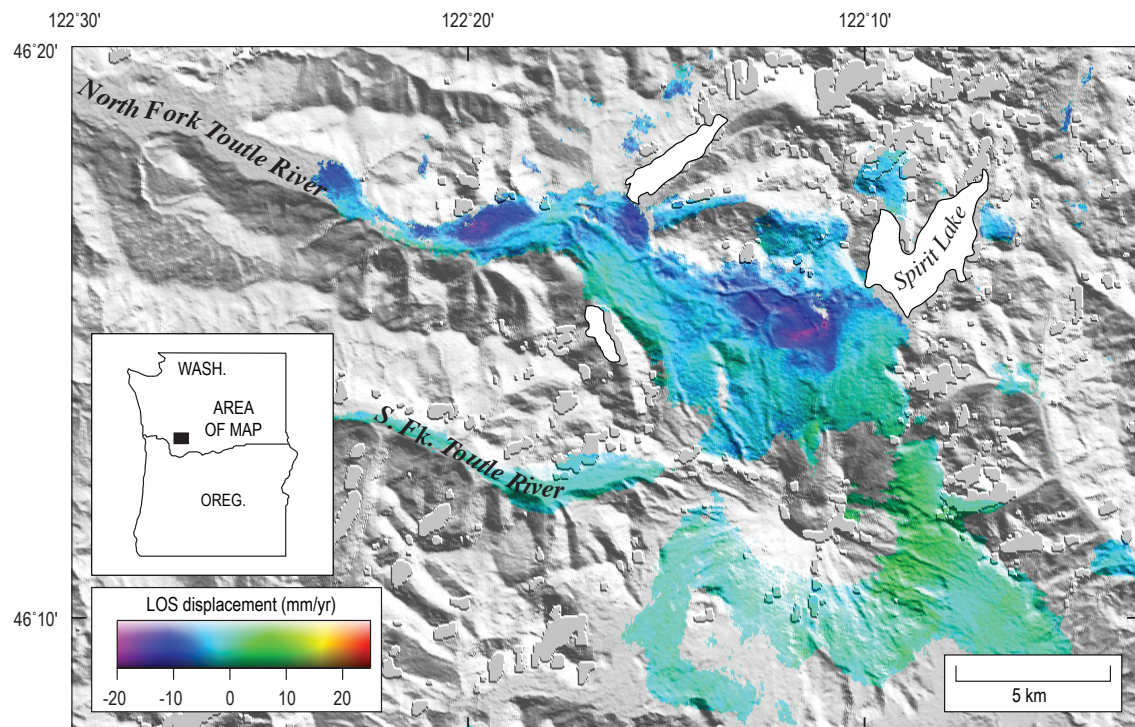 122˚30' 122˚20' 122˚10'
46˚20'
North Fork Toutle River
Spirit Lake
WASH.
AREA
OF MAP
OREG.
S. Fk. Toutle River
46˚10'
LOS displacement (mm/yr)
-20 -10 0 10 20
5 km